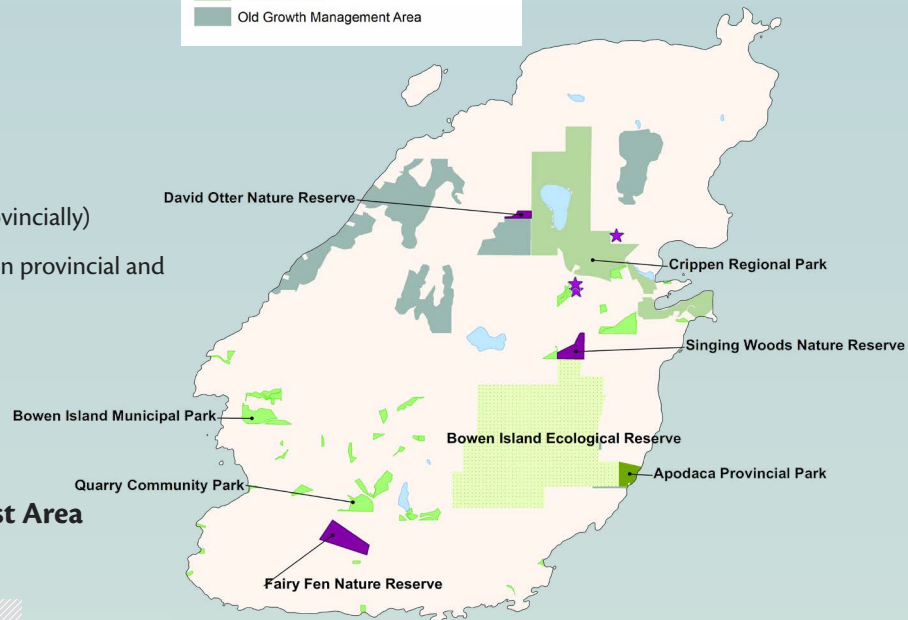 Old Growth Management Area
David Otter Nature Reserve
ovincially)
n provincial and
Crippen Regional Park
Singing Woods Nature Reserve
Bowen Island Municipal Park
Bowen Island Ecological Reserve
Apodaca Provincial Park
Quarry Community Park
st Area
Fairy Fen Nature Reserve